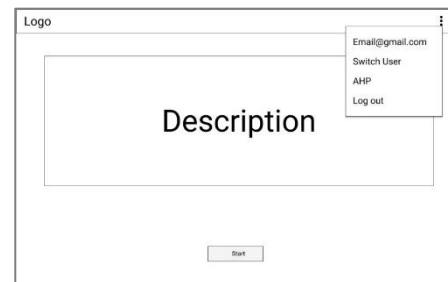 Logo
Email@gmail.com
Switch User
AHP
Log out
Description
Start